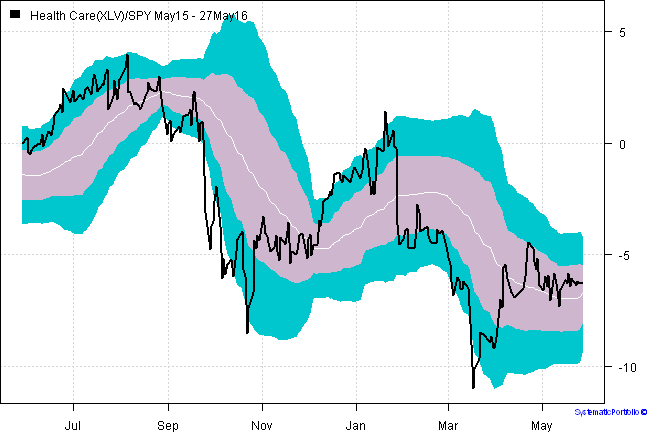 Health Care(XLV)/SPY May15 - 27May16
5
0
-5
-10
Jul Sep Nov Jan Mar May
SystematicPortfolio ©